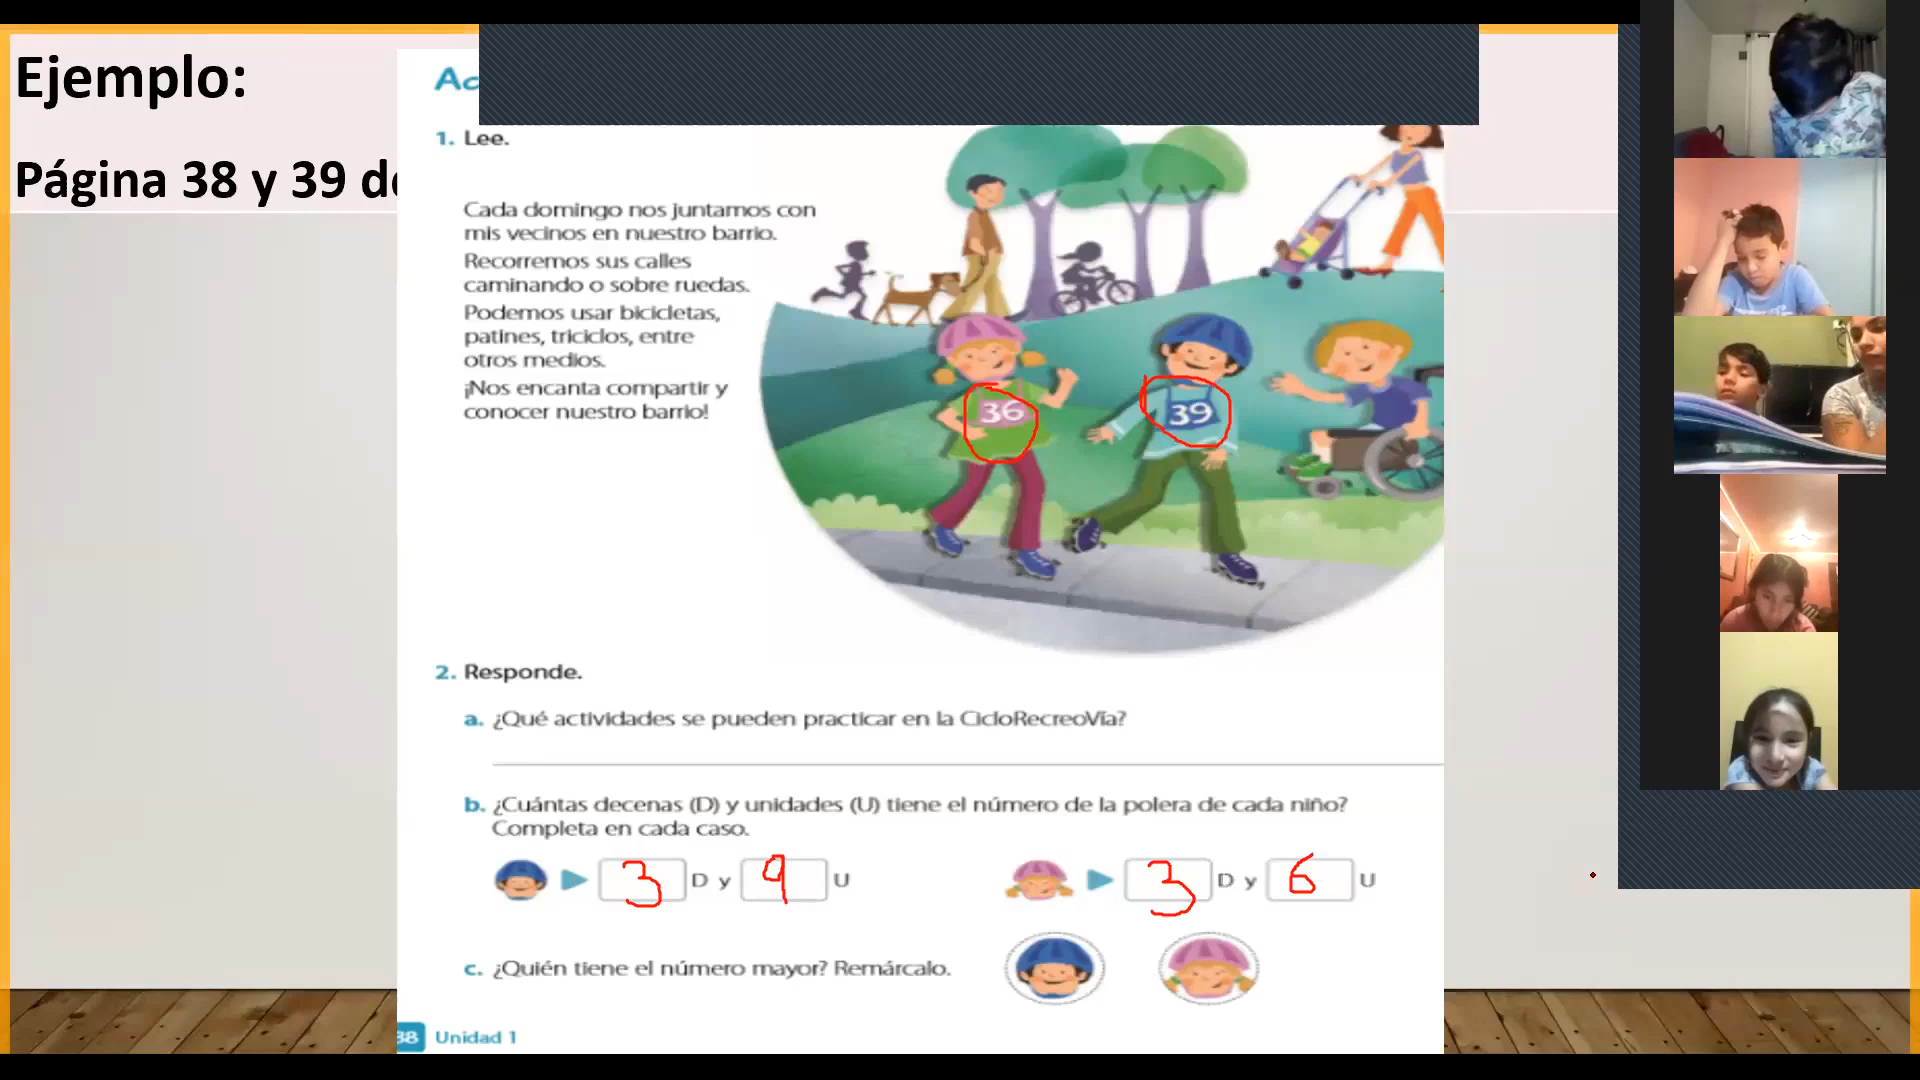 Ejemplo:
Página 38 y 39 de
1. Lee.
Cada domingo nos juntamos con
mis vecinos en nuestro barrio.
Recorremos sus calles
caminando o sobre ruedas.
Podemos usar bicicletas,
patines, triciclos, entre
otros medios.
¡Nos encanta compartir y
conocer nuestro barrio!
36
39
2. Responde.
a. ¿Qué actividades se pueden practicar en la CicloRecreoVía?
b. ¿Cuántas decenas (D) y unidades (U) tiene el número de la polera de cada niño?
Completa en cada caso.
3 D y 9 U
3 D y 6 U
c. ¿Quién tiene el número mayor? Remárcalo.
38 Unidad 1